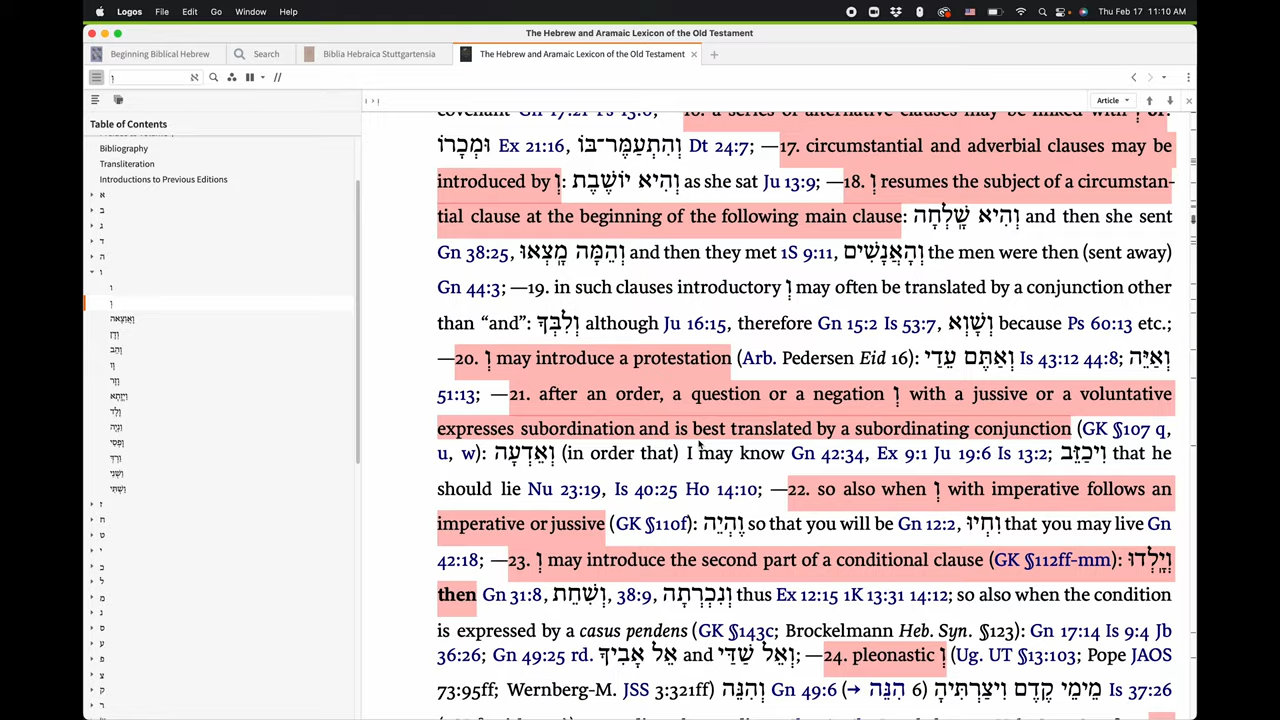 Logos File Edit Go Window Help Thu Feb 17 11:10 AM
The Hebrew and Aramaic Lexicon of the Old Testament
Beginning Biblical Hebrew Search Biblia Hebraica Stuttgartensia The Hebrew and Aramaic Lexicon of the Old Testament
וְ
Article
Table of Contents
Bibliography
Transliteration
Introductions to Previous Editions
א
ב
ג
ד
ה
ו
ו
וְ
וְדָן
וָהֵב
וָו
וָזָר
וַיְזָתָא
וָלָד
וַנְיָה
וָפְסִי
וַשְׁנִי
וַשְׁתִּי
ז
ח
ט
י
כ
ל
מ
נ
ס
ע
פ
צ
ק
ר
covenant Gn 17:21 Ps 13:6; —16. a series of alternative clauses may be linked with וְ or:
וּמְכָרוֹ Ex 21:16, וְהִתְעַמֶּר־בּוֹ Dt 24:7; —17. circumstantial and adverbial clauses may be
introduced by וְ: וְהִיא יוֹשֶׁבֶת as she sat Ju 13:9; —18. וְ resumes the subject of a circumstan-
tial clause at the beginning of the following main clause: וְהִיא שָׁלְחָה and then she sent
Gn 38:25, וְהֵמָּה מָצְאוּ and then they met 1S 9:11, וְהָאֲנָשִׁים the men were then (sent away)
Gn 44:3; —19. in such clauses introductory וְ may often be translated by a conjunction other
than “and”: וְלִבְּךָ although Ju 16:15, therefore Gn 15:2 Is 53:7, וְשָׁוְא because Ps 60:13 etc.;
—20. וְ may introduce a protestation (Arb. Pedersen Eid 16): וְאַתֶּם עֵדַי Is 43:12 44:8; וְאַיֵּה
51:13; —21. after an order, a question or a negation וְ with a jussive or a voluntative
expresses subordination and is best translated by a subordinating conjunction (GK §107 q,
u, w): וְאֵדְעָה (in order that) I may know Gn 42:34, Ex 9:1 Ju 19:6 Is 13:2; וִיכַזֵּב that he
should lie Nu 23:19, Is 40:25 Ho 14:10; —22. so also when וְ with imperative follows an
imperative or jussive (GK §110f): וֶהְיֵה so that you will be Gn 12:2, וִחְיוּ that you may live Gn
42:18; —23. וְ may introduce the second part of a conditional clause (GK §112ff-mm): וְיָלְדוּ
then Gn 31:8, וְשִׁחֵת, 38:9, וְנִכְרְתָה thus Ex 12:15 1K 13:31 14:12; so also when the condition
is expressed by a casus pendens (GK §143c; Brockelmann Heb. Syn. §123): Gn 17:14 Is 9:4 Jb
36:26; Gn 49:25 rd. אֵל אָבִיךָ and וְאֵל שַׁדַּי; —24. pleonastic וְ (Ug. UT §13:103; Pope JAOS
73:95ff; Wernberg-M. JSS 3:321ff) וְהִנֵּה Gn 49:6 (→ הִנֵּה 6) מִימֵי קֶדֶם וִיצַרְתִּיהָ Is 37:26